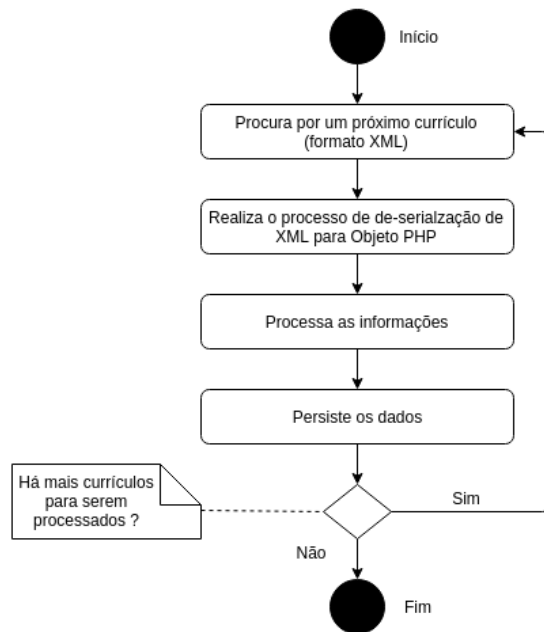 Início
Procura por um próximo currículo
(formato XML)
Realiza o processo de de-serialzação de
XML para Objeto PHP
Processa as informações
Persiste os dados
Há mais currículos
para serem
processados ?
Sim
Não
Fim